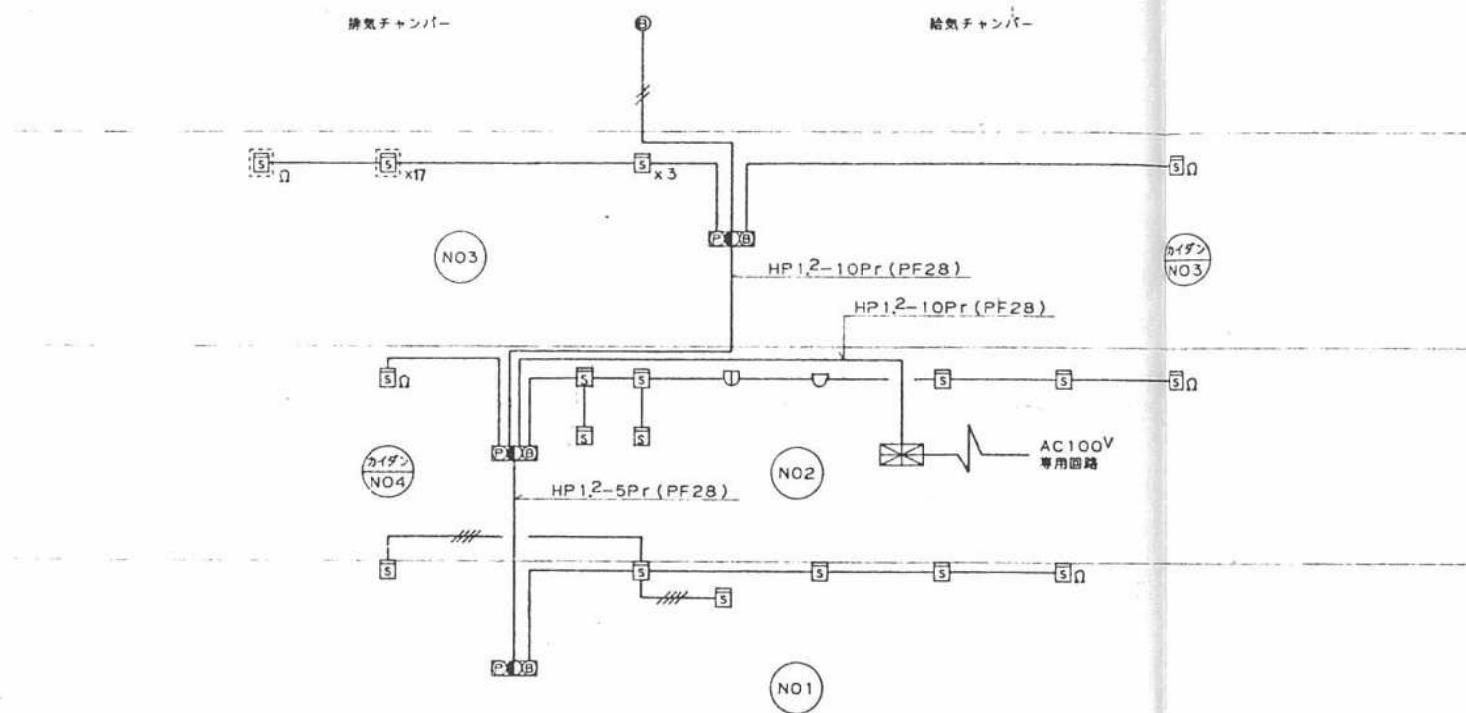 排気チャンバー
給気チャンバー
B
S Ω
S ×17
S ×3
S Ω
P B
NO3
カイダン
NO3
HP1.2-10Pr(PF28)
HP1.2-10Pr(PF28)
S Ω
S
S
S
S
S Ω
S
S
P B
カイダン
NO4
NO2
AC100V
専用回路
HP1.2-5Pr(PF28)
S
S
S
S
S Ω
S
P B
NO1